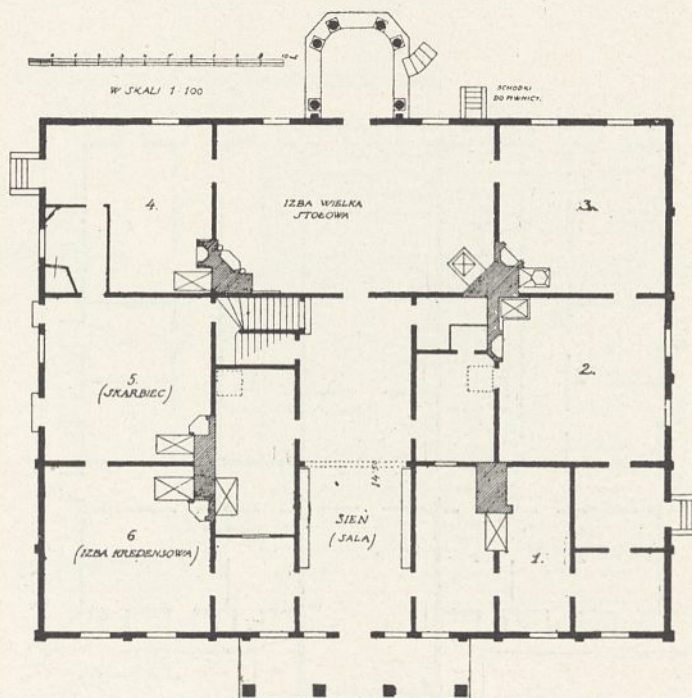 W SKALI 1:100
SCHODKI
DO PIWNICY.
4.
IZBA WIELKA
STOŁOWA
3.
5.
(SKARBIEC)
2.
6
(IZBA KREDENSOWA)
SIEŃ
(SALA)
1.